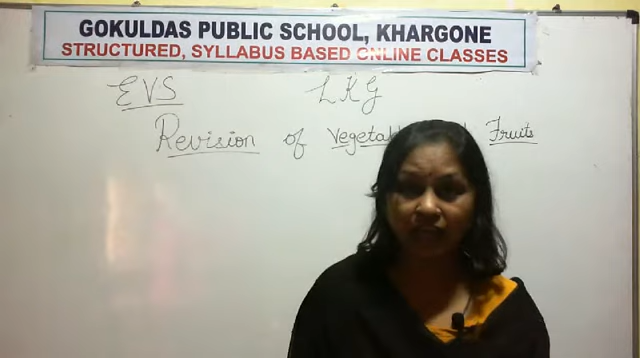 GOKULDAS PUBLIC SCHOOL, KHARGONE
STRUCTURED, SYLLABUS BASED ONLINE CLASSES
EVS LKG
Revision of Fruits